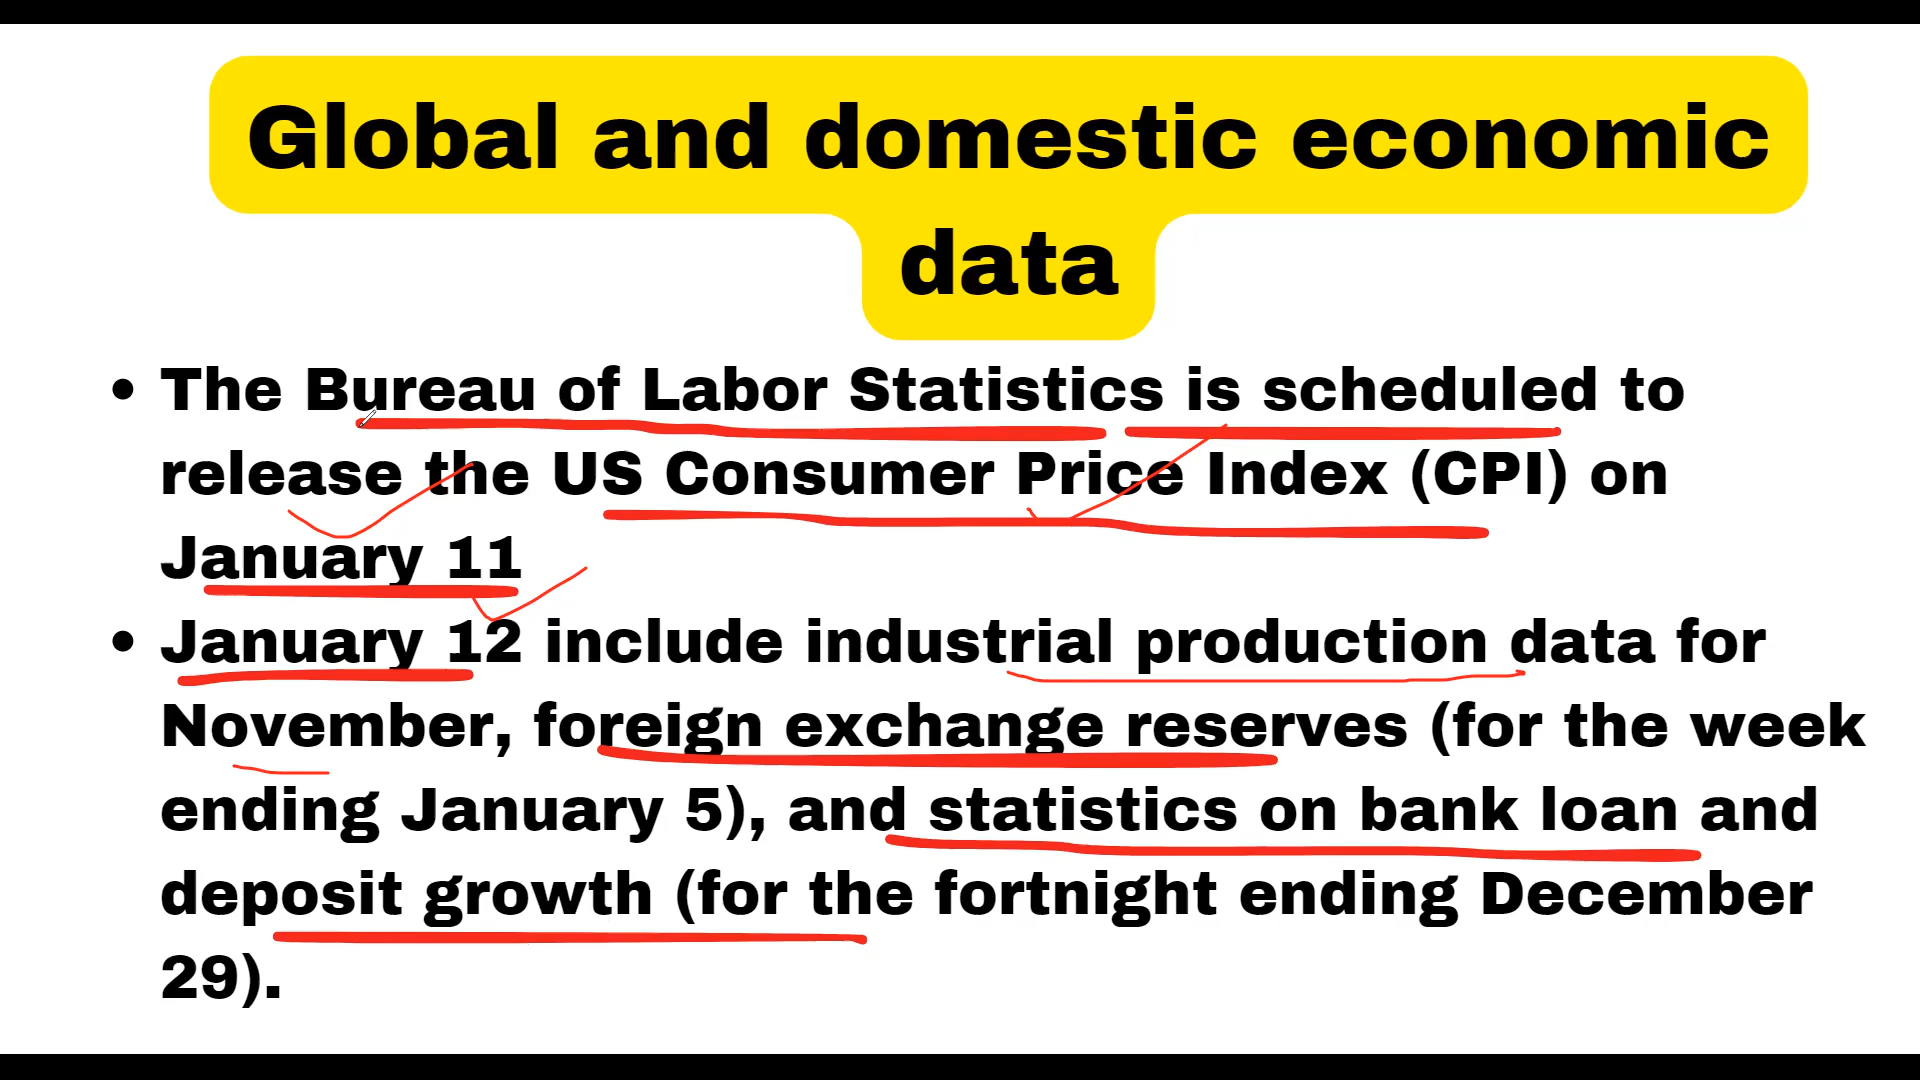 Global and domestic economic
data
• The Bureau of Labor Statistics is scheduled to
release the US Consumer Price Index (CPI) on
January 11
• January 12 include industrial production data for
November, foreign exchange reserves (for the week
ending January 5), and statistics on bank loan and
deposit growth (for the fortnight ending December
29).